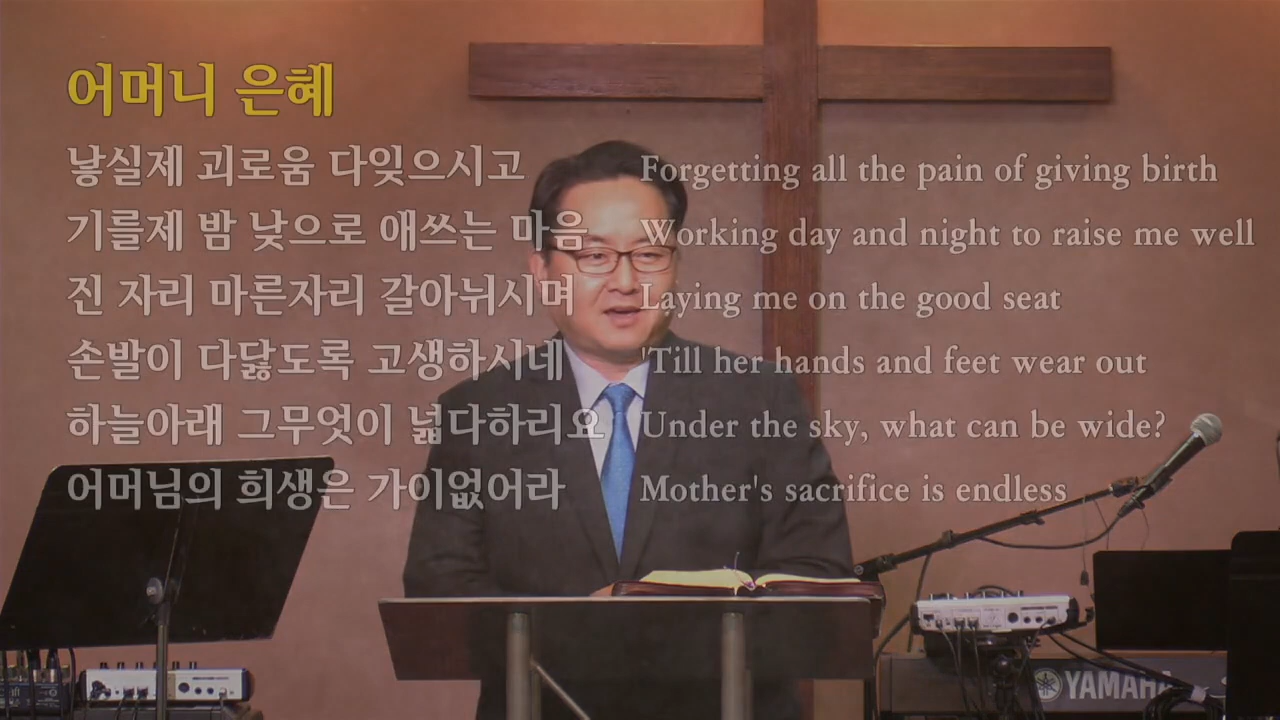 어머니 은혜
낳실제 괴로움 다잊으시고
기를제 밤 낮으로 애쓰는 마음
진 자리 마른자리 갈아뉘시며
손발이 다닳도록 고생하시네
하늘아래 그무엇이 넓다하리요
어머님의 희생은 가이없어라
Forgetting all the pain of giving birth
Working day and night to raise me well
Laying me on the good seat
'Till her hands and feet wear out
Under the sky, what can be wide?
Mother's sacrifice is endless
YAMAHA